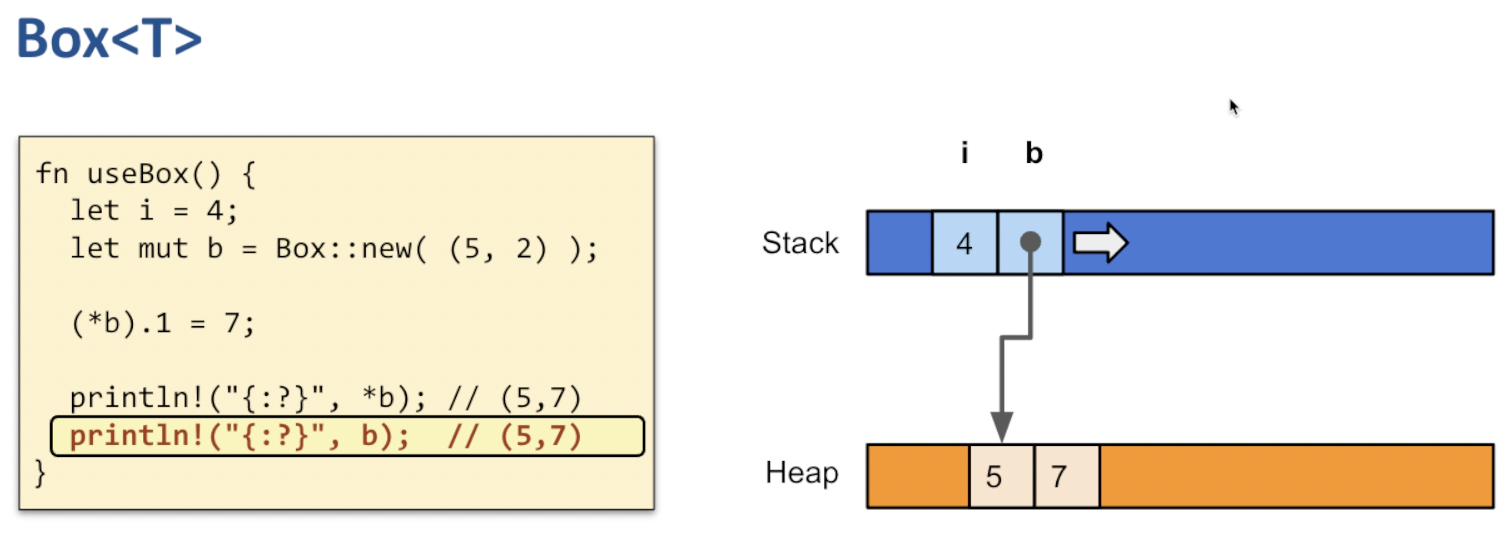 Box<T>
fn useBox() {
  let i = 4;
  let mut b = Box::new( (5, 2) );
  (*b).1 = 7;
  println!("{:?}", *b); // (5,7)
  println!("{:?}", b);  // (5,7)
}
i b
Stack 4
Heap 5 7